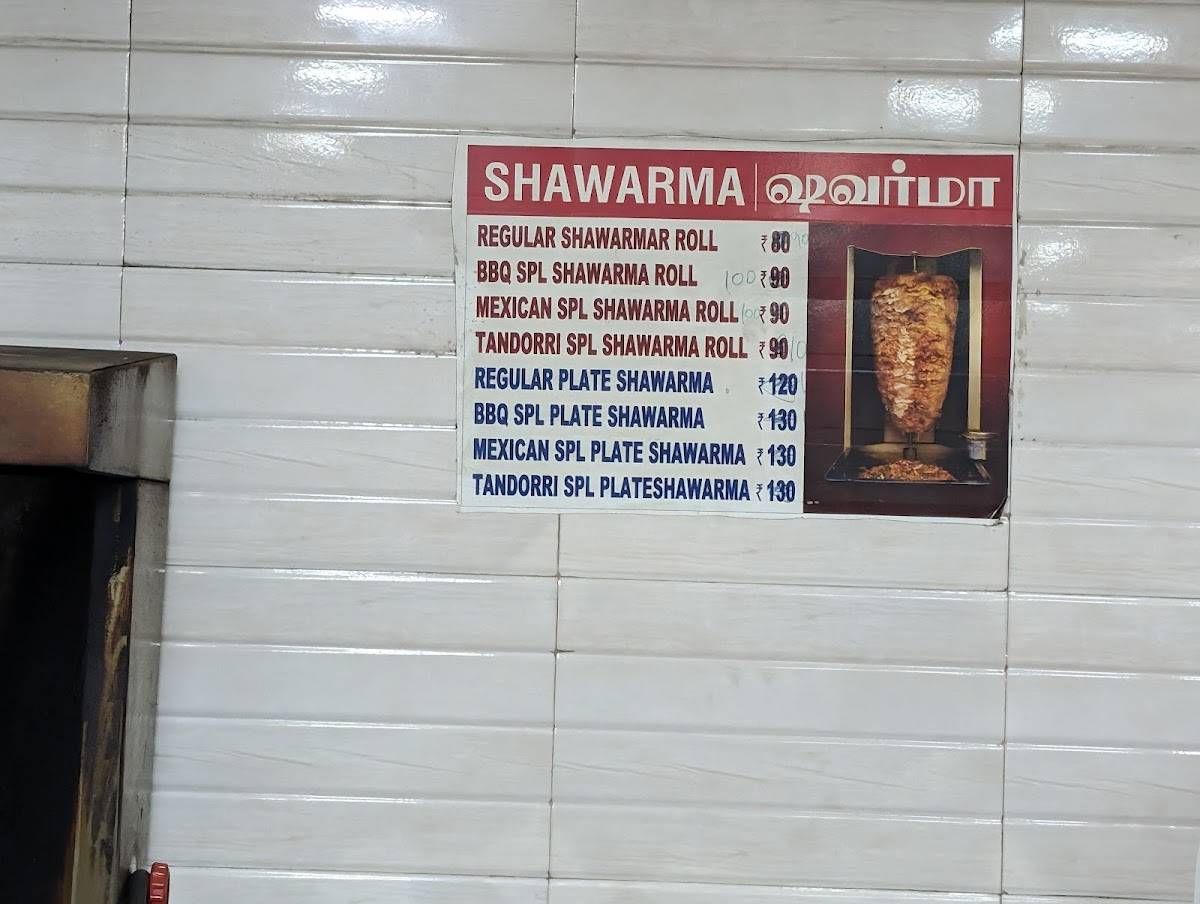 SHAWARMA ஷவர்மா
REGULAR SHAWARMAR ROLL ₹ 80 90
BBQ SPL SHAWARMA ROLL 100 ₹ 90
MEXICAN SPL SHAWARMA ROLL 100 ₹ 90
TANDORRI SPL SHAWARMA ROLL ₹ 90
REGULAR PLATE SHAWARMA ₹ 120
BBQ SPL PLATE SHAWARMA ₹ 130
MEXICAN SPL PLATE SHAWARMA ₹ 130
TANDORRI SPL PLATESHAWARMA ₹ 130